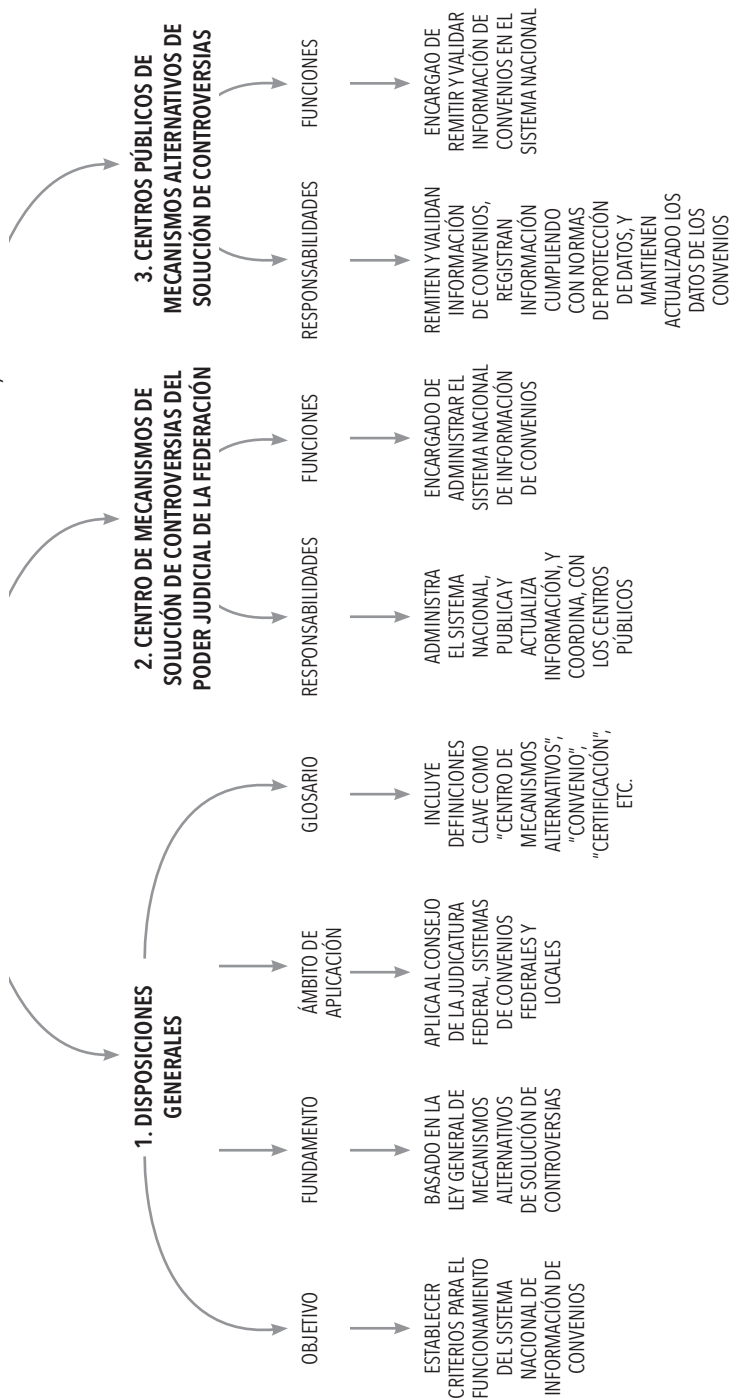 1. DISPOSICIONES
GENERALES
OBJETIVO
ESTABLECER
CRITERIOS PARA EL
FUNCIONAMIENTO
DEL SISTEMA
NACIONAL DE
INFORMACIÓN DE
CONVENIOS
FUNDAMENTO
BASADO EN LA
LEY GENERAL DE
MECANISMOS
ALTERNATIVOS
DE SOLUCIÓN DE
CONTROVERSIAS
ÁMBITO DE
APLICACIÓN
APLICA AL CONSEJO
DE LA JUDICATURA
FEDERAL, SISTEMAS
DE CONVENIOS
FEDERALES Y
LOCALES
GLOSARIO
INCLUYE
DEFINICIONES
CLAVE COMO
"CENTRO DE
MECANISMOS
ALTERNATIVOS",
"CONVENIO",
"CERTIFICACIÓN",
ETC.
2. CENTRO DE MECANISMOS DE
SOLUCIÓN DE CONTROVERSIAS DEL
PODER JUDICIAL DE LA FEDERACIÓN
RESPONSABILIDADES
ADMINISTRA
EL SISTEMA
NACIONAL,
PUBLICA Y
ACTUALIZA
INFORMACIÓN, Y
COORDINA, CON
LOS CENTROS
PÚBLICOS
FUNCIONES
ENCARGADO DE
ADMINISTRAR EL
SISTEMA NACIONAL
DE INFORMACIÓN
DE CONVENIOS
3. CENTROS PÚBLICOS DE
MECANISMOS ALTERNATIVOS DE
SOLUCIÓN DE CONTROVERSIAS
RESPONSABILIDADES
REMITEN Y VALIDAN
INFORMACIÓN
DE CONVENIOS,
REGISTRAN
INFORMACIÓN
CUMPLIENDO
CON NORMAS
DE PROTECCIÓN
DE DATOS, Y
MANTIENEN
ACTUALIZADO LOS
DATOS DE LOS
CONVENIOS
FUNCIONES
ENCARGAO DE
REMITIR Y VALIDAR
INFORMACIÓN DE
CONVENIOS EN EL
SISTEMA NACIONAL